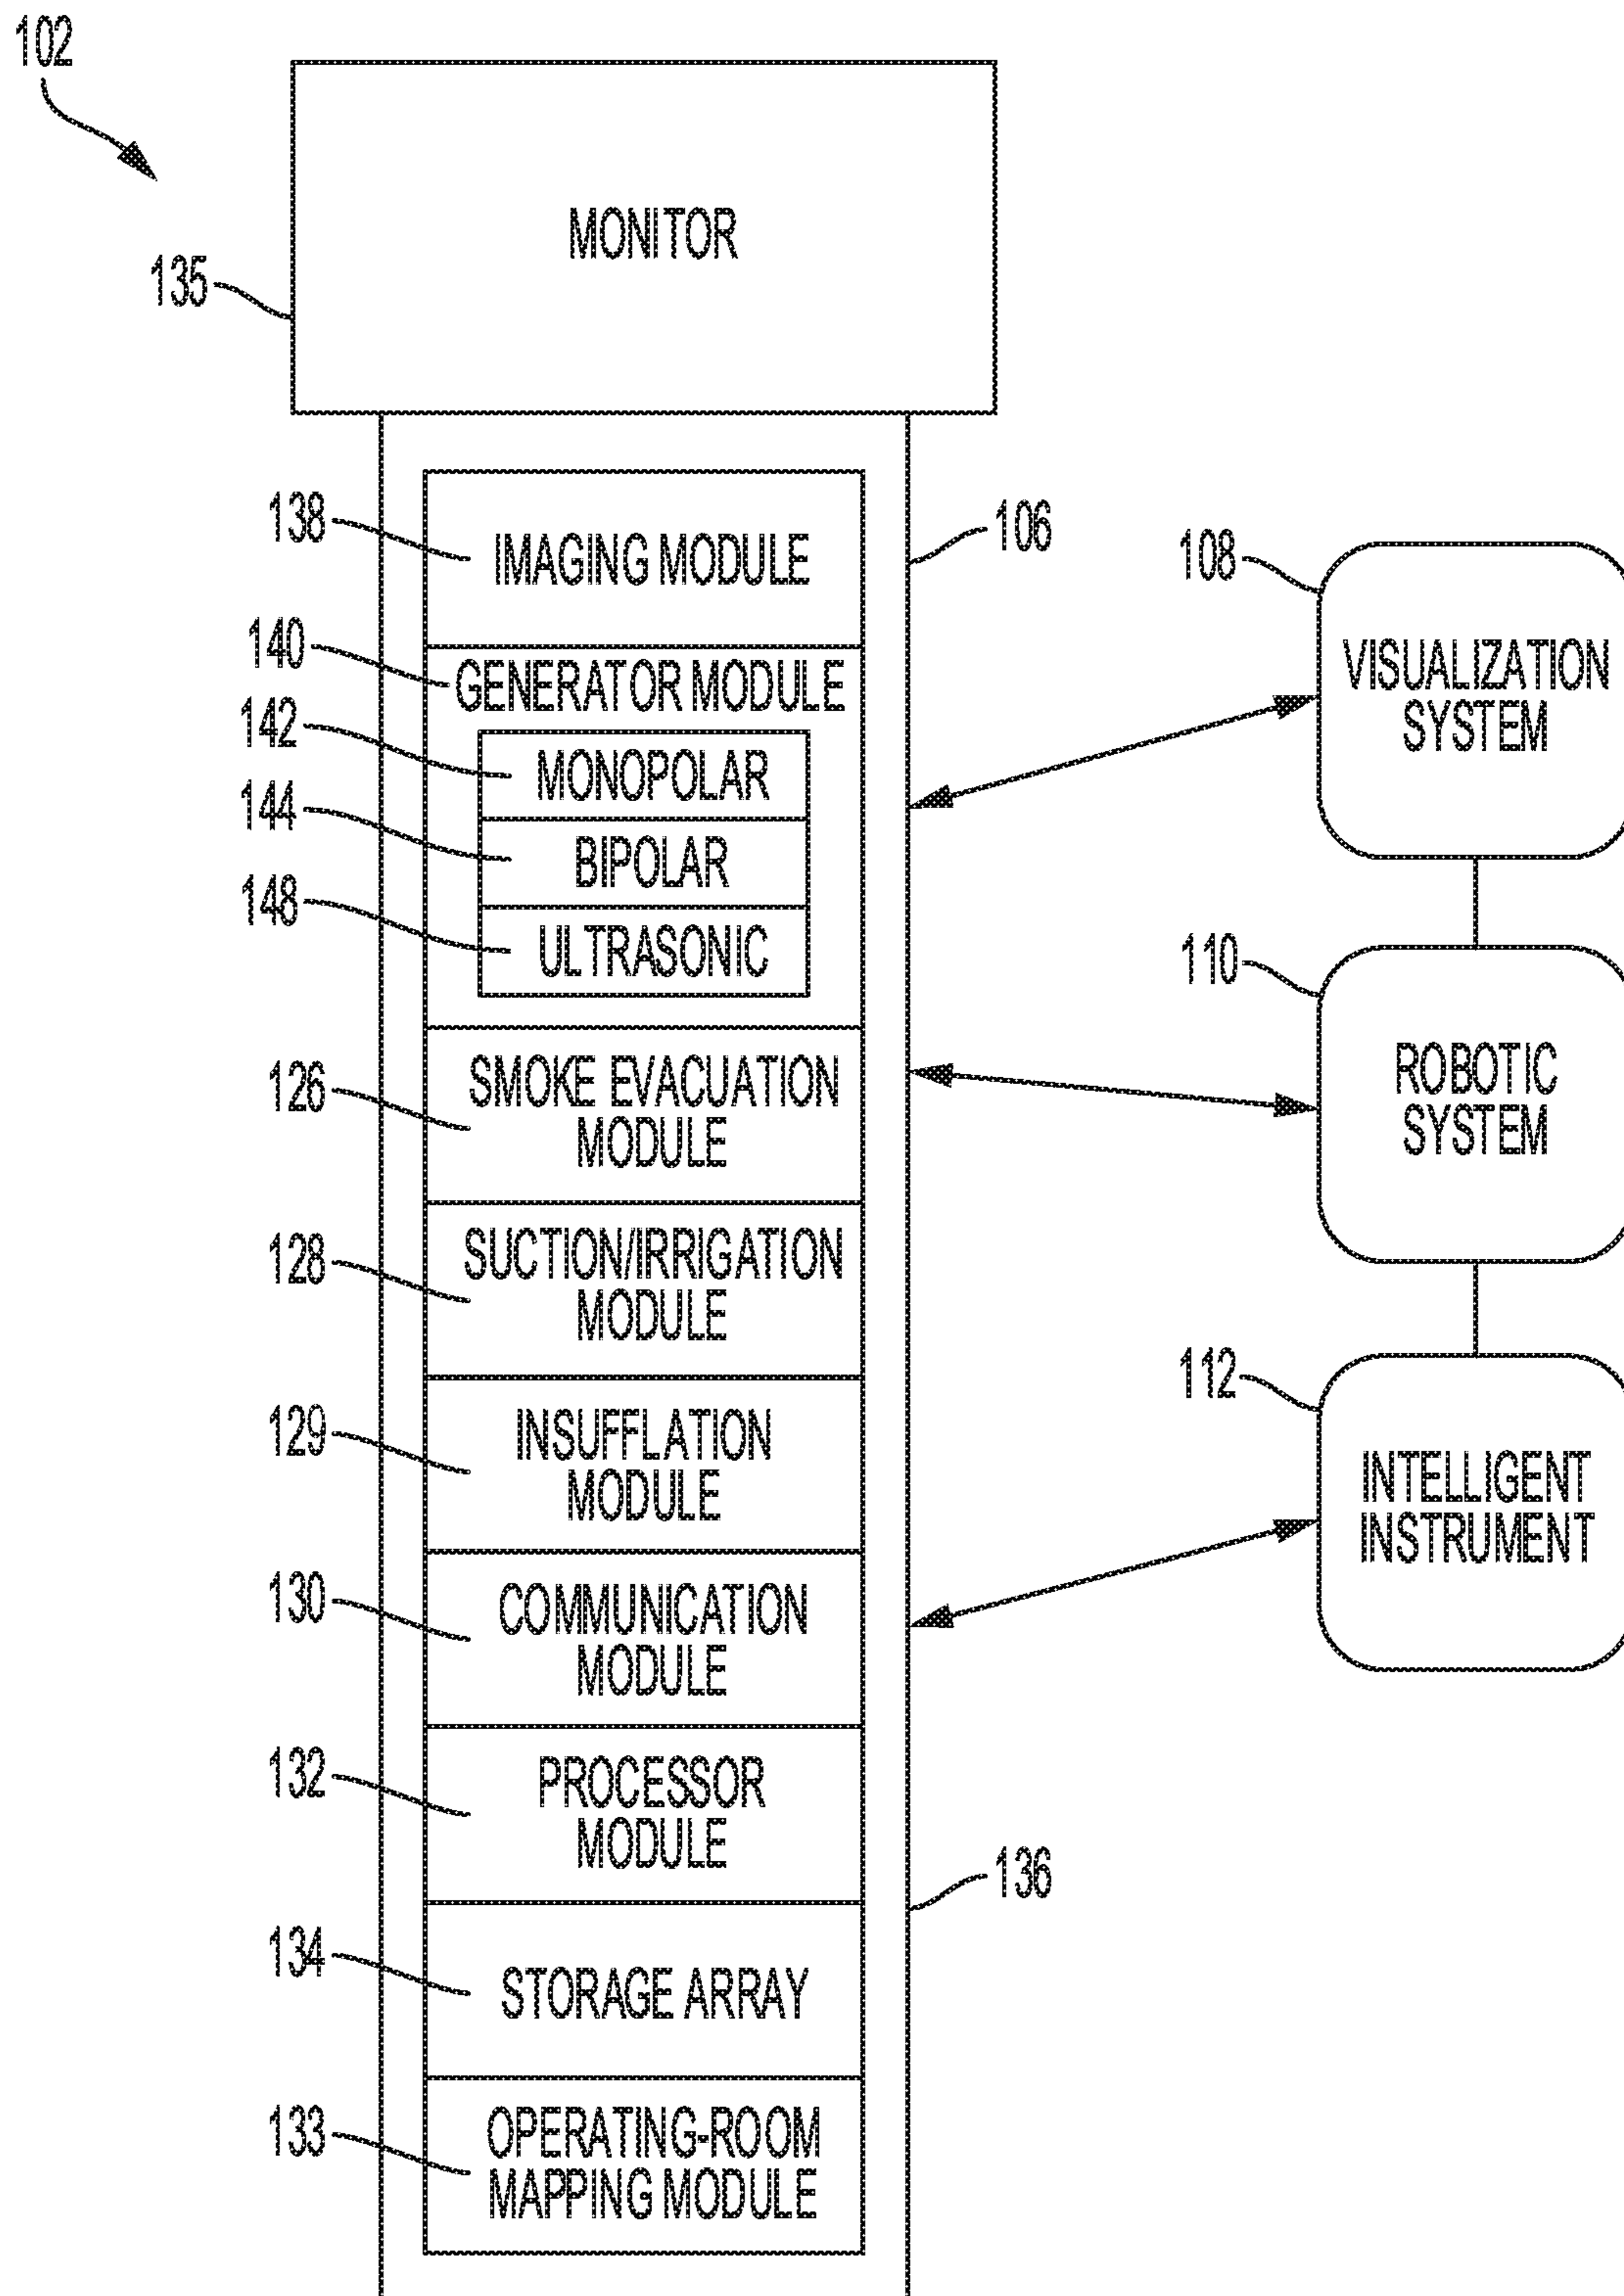 102
MONITOR
135
138
IMAGING MODULE
106
108
VISUALIZATION
SYSTEM
140
GENERATOR MODULE
142
MONOPOLAR
144
BIPOLAR
148
ULTRASONIC
110
ROBOTIC
SYSTEM
126
SMOKE EVACUATION
MODULE
128
SUCTION/IRRIGATION
MODULE
112
INTELLIGENT
INSTRUMENT
129
INSUFFLATION
MODULE
130
COMMUNICATION
MODULE
132
PROCESSOR
MODULE
136
134
STORAGE ARRAY
133
OPERATING-ROOM
MAPPING MODULE